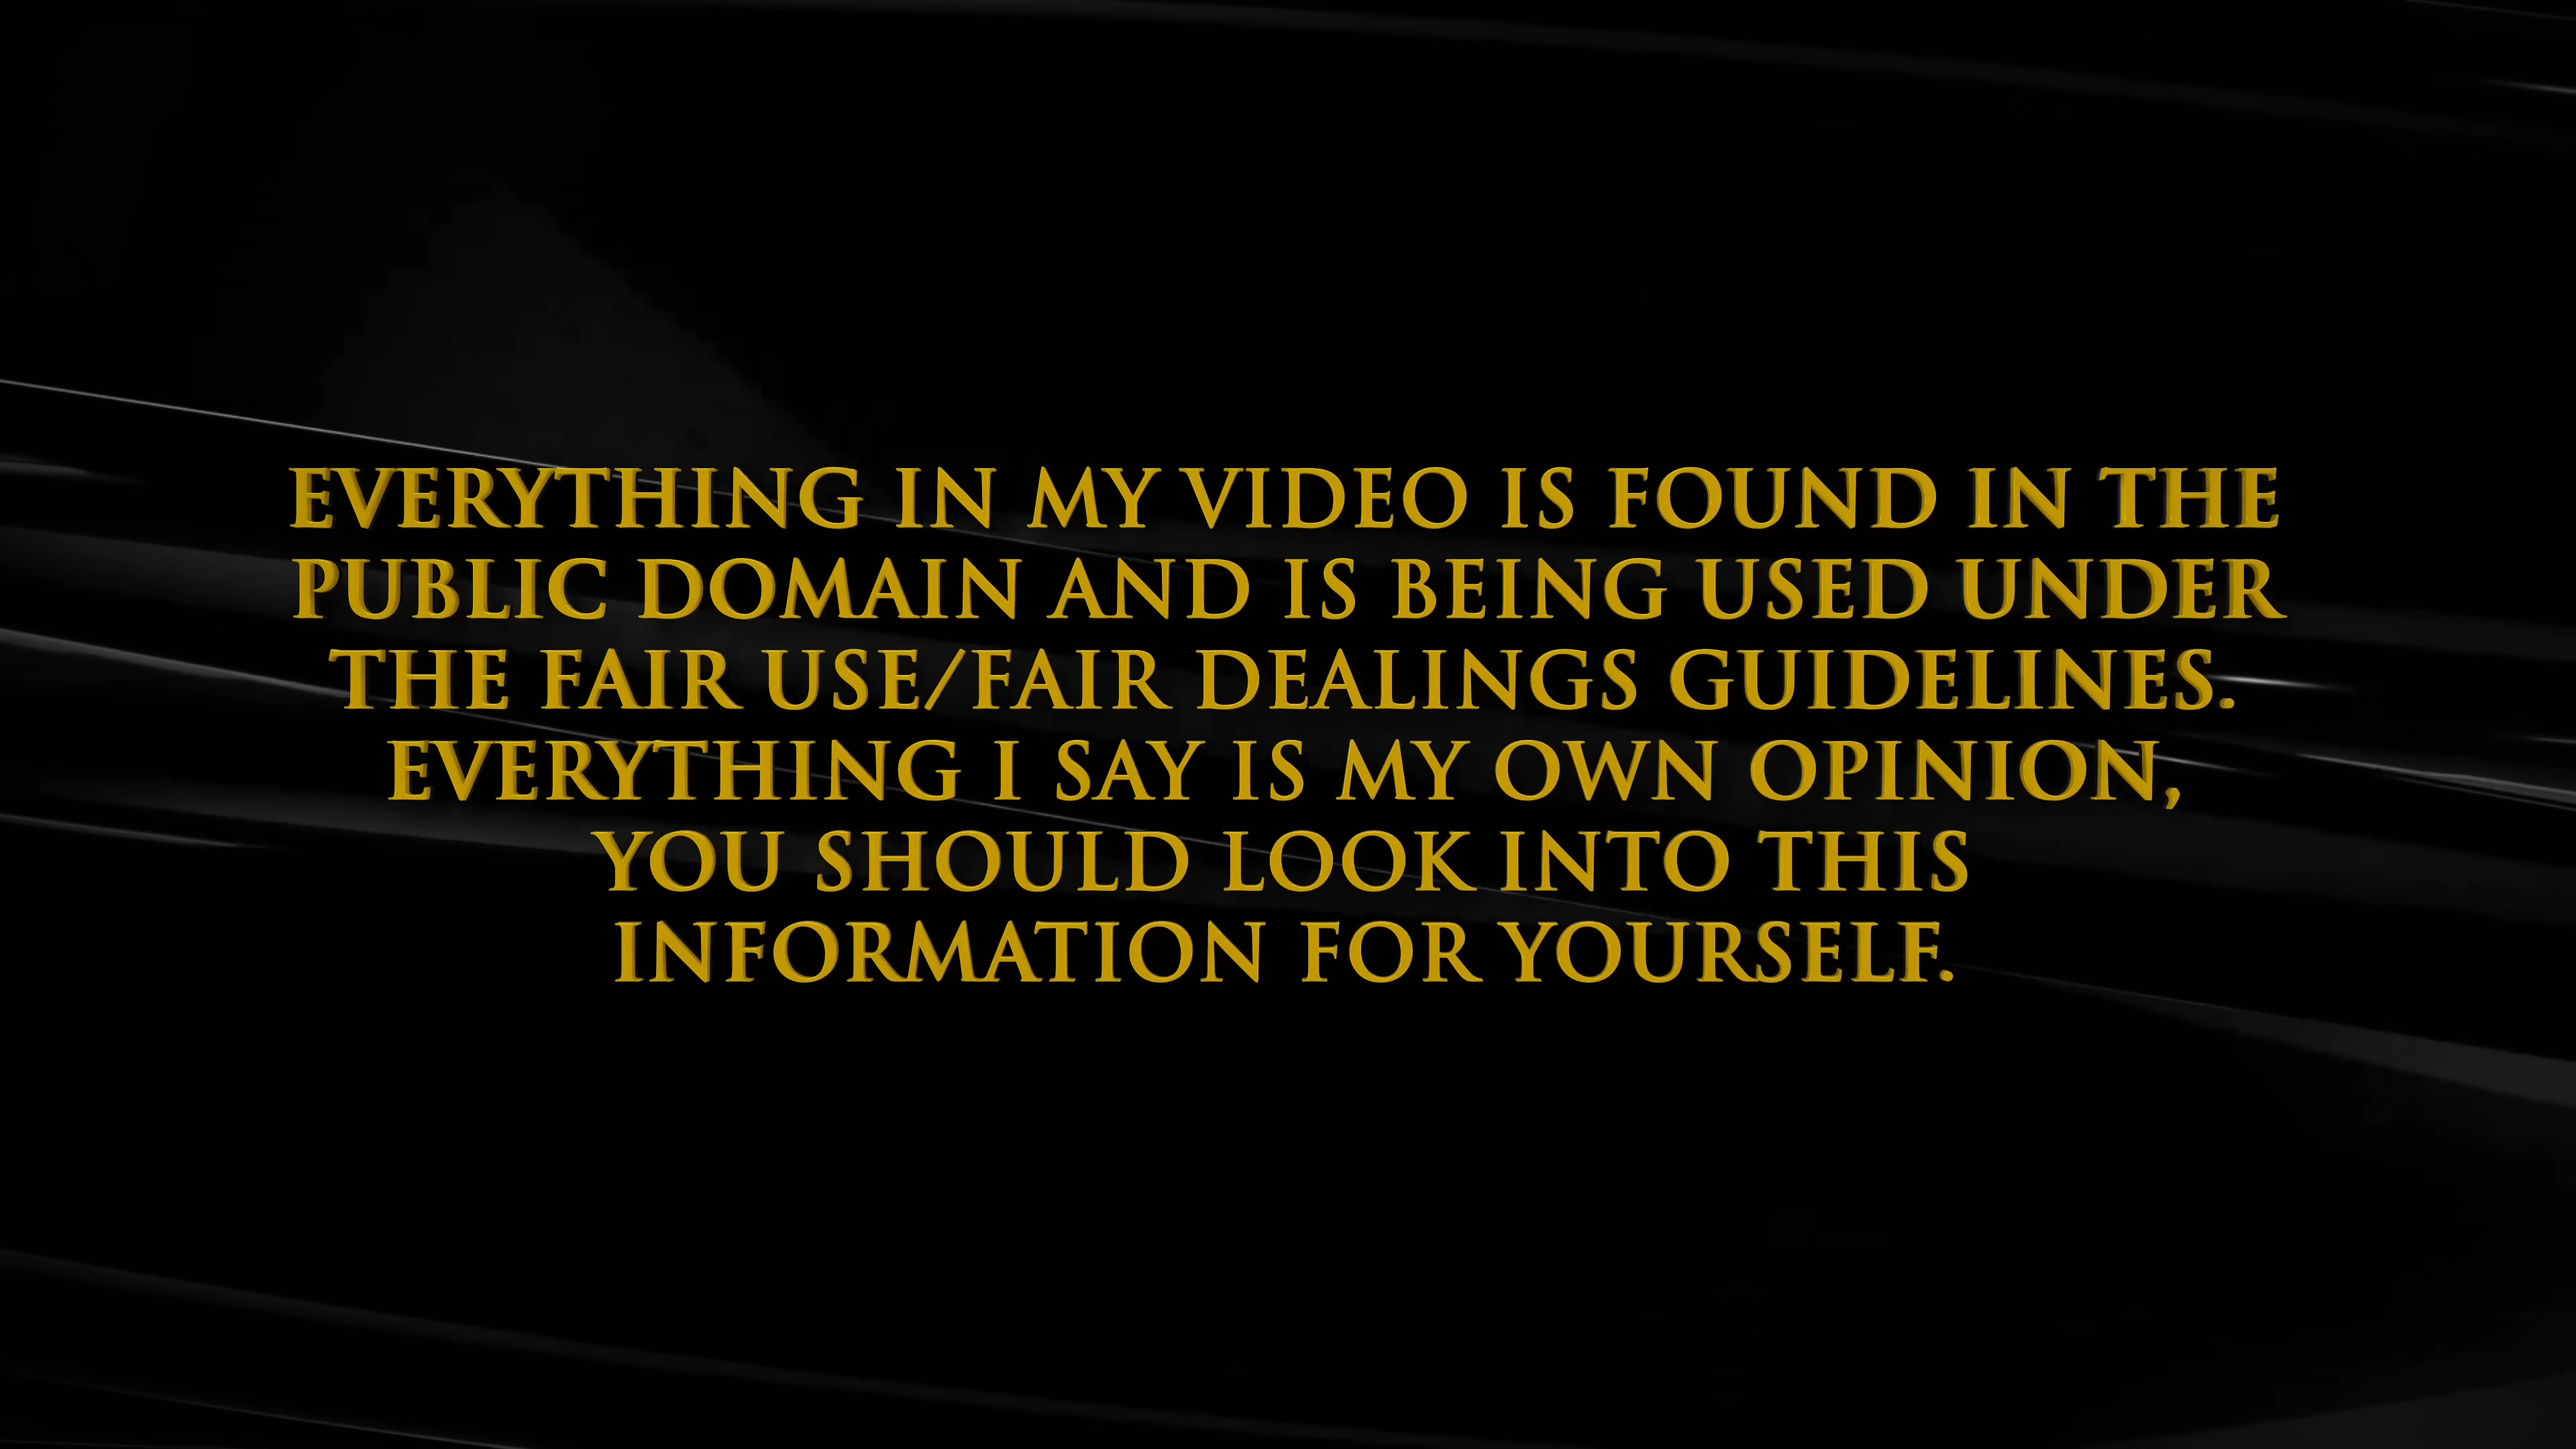 EVERYTHING IN MY VIDEO IS FOUND IN THE
PUBLIC DOMAIN AND IS BEING USED UNDER
THE FAIR USE/FAIR DEALINGS GUIDELINES.
EVERYTHING I SAY IS MY OWN OPINION,
YOU SHOULD LOOK INTO THIS
INFORMATION FOR YOURSELF.